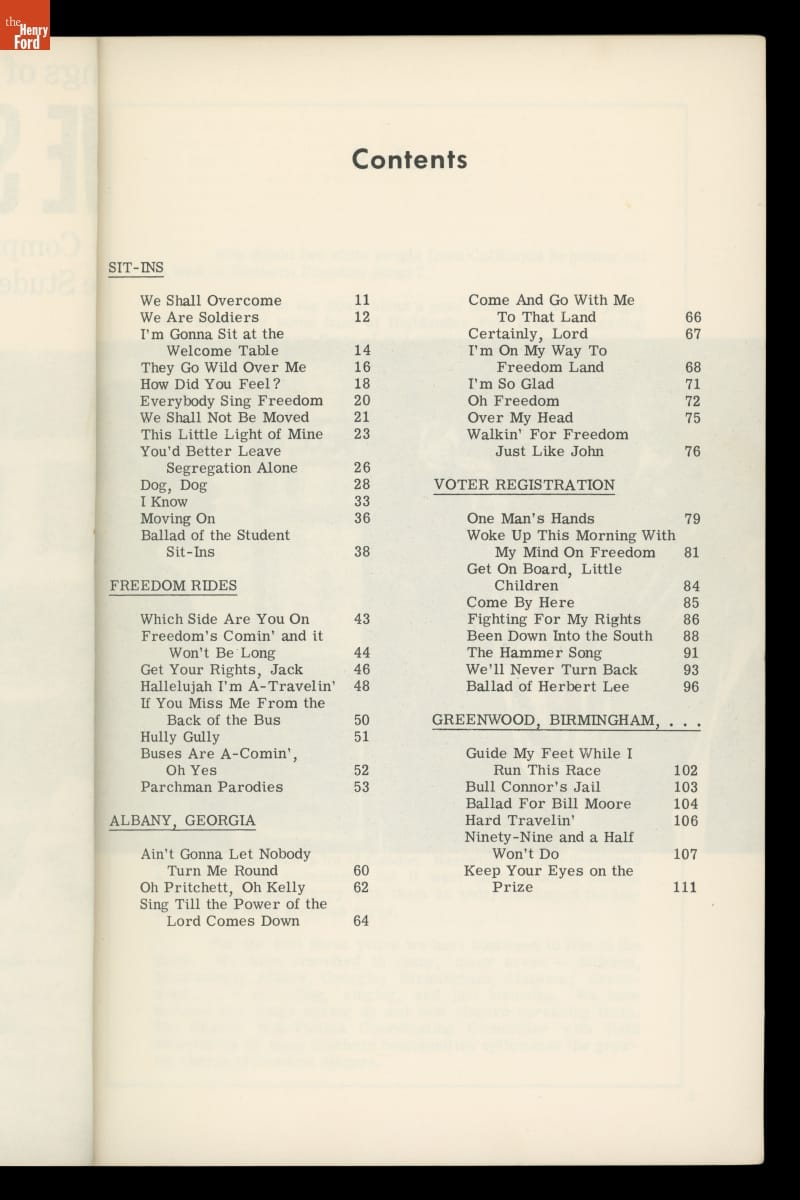 the
Henry
Ford
Contents
SIT-INS
We Shall Overcome 11
We Are Soldiers 12
I'm Gonna Sit at the
Welcome Table 14
They Go Wild Over Me 16
How Did You Feel? 18
Everybody Sing Freedom 20
We Shall Not Be Moved 21
This Little Light of Mine 23
You'd Better Leave
Segregation Alone 26
Dog, Dog 28
I Know 33
Moving On 36
Ballad of the Student
Sit-Ins 38
FREEDOM RIDES
Which Side Are You On 43
Freedom's Comin' and it
Won't Be Long 44
Get Your Rights, Jack 46
Hallelujah I'm A-Travelin' 48
If You Miss Me From the
Back of the Bus 50
Hully Gully 51
Buses Are A-Comin',
Oh Yes 52
Parchman Parodies 53
ALBANY, GEORGIA
Ain't Gonna Let Nobody
Turn Me Round 60
Oh Pritchett, Oh Kelly 62
Sing Till the Power of the
Lord Comes Down 64
Come And Go With Me
To That Land 66
Certainly, Lord 67
I'm On My Way To
Freedom Land 68
I'm So Glad 71
Oh Freedom 72
Over My Head 75
Walkin' For Freedom
Just Like John 76
VOTER REGISTRATION
One Man's Hands 79
Woke Up This Morning With
My Mind On Freedom 81
Get On Board, Little
Children 84
Come By Here 85
Fighting For My Rights 86
Been Down Into the South 88
The Hammer Song 91
We'll Never Turn Back 93
Ballad of Herbert Lee 96
GREENWOOD, BIRMINGHAM, . . .
Guide My Feet While I
Run This Race 102
Bull Connor's Jail 103
Ballad For Bill Moore 104
Hard Travelin' 106
Ninety-Nine and a Half
Won't Do 107
Keep Your Eyes on the
Prize 111